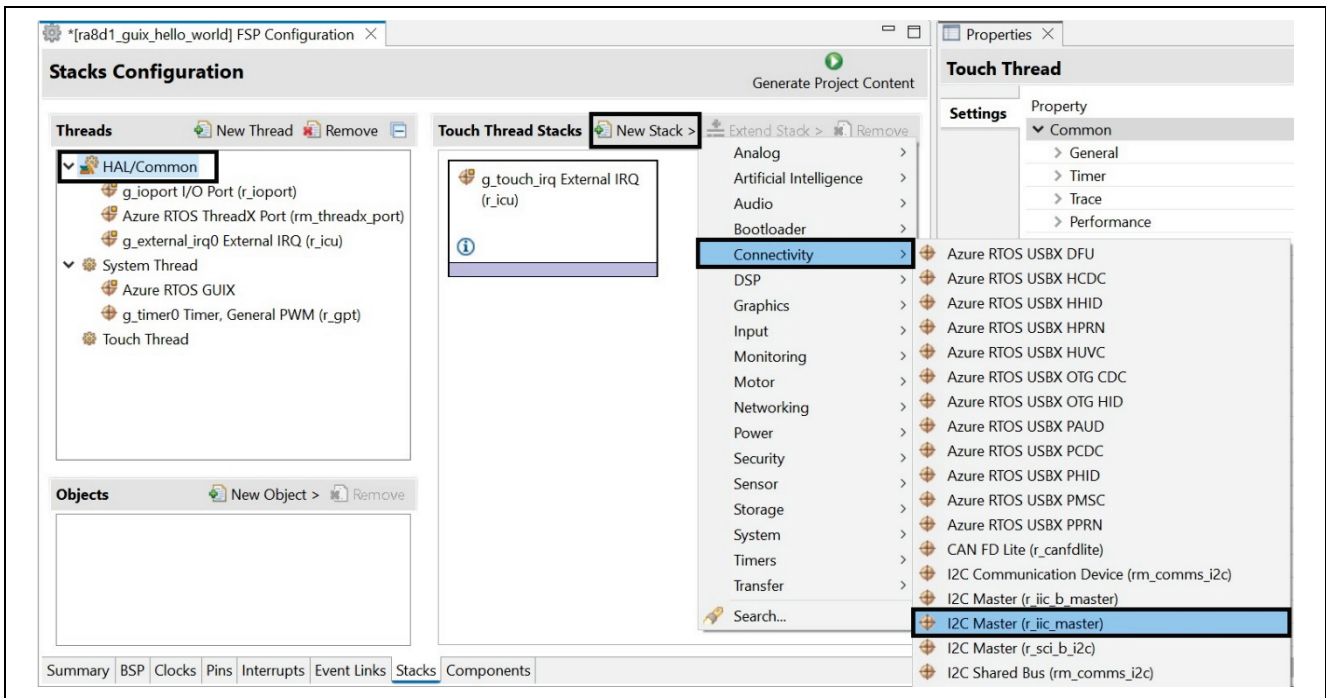 *[ra8d1_guix_hello_world] FSP Configuration
Stacks Configuration
Generate Project Content
Threads
New Thread
Remove
HAL/Common
g_ioport I/O Port (r_ioport)
Azure RTOS ThreadX Port (rm_threadx_port)
g_external_irq0 External IRQ (r_icu)
System Thread
Azure RTOS GUIX
g_timer0 Timer, General PWM (r_gpt)
Touch Thread
Objects
New Object >
Remove
Touch Thread Stacks
New Stack >
Extend Stack >
Remove
g_touch_irq External IRQ
(r_icu)
Analog >
Artificial Intelligence >
Audio >
Bootloader >
Connectivity >
DSP >
Graphics >
Input >
Monitoring >
Motor >
Networking >
Power >
Security >
Sensor >
Storage >
System >
Timers >
Transfer >
Search...
Azure RTOS USBX DFU
Azure RTOS USBX HCDC
Azure RTOS USBX HHID
Azure RTOS USBX HPRN
Azure RTOS USBX HUVC
Azure RTOS USBX OTG CDC
Azure RTOS USBX OTG HID
Azure RTOS USBX PAUD
Azure RTOS USBX PCDC
Azure RTOS USBX PHID
Azure RTOS USBX PMSC
Azure RTOS USBX PPRN
CAN FD Lite (r_canfdlite)
I2C Communication Device (rm_comms_i2c)
I2C Master (r_iic_b_master)
I2C Master (r_iic_master)
I2C Master (r_sci_b_i2c)
I2C Shared Bus (rm_comms_i2c)
Properties
Touch Thread
Settings
Property
Common
> General
> Timer
> Trace
> Performance
Summary BSP Clocks Pins Interrupts Event Links Stacks Components